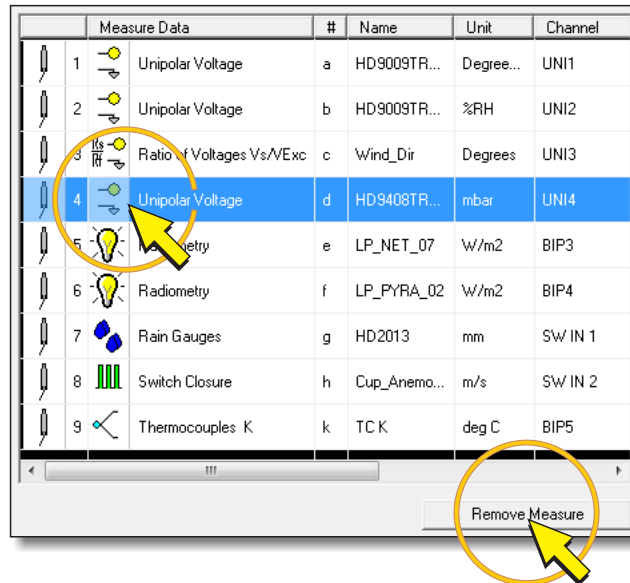 Measure Data # Name Unit Channel
1 Unipolar Voltage a HD9009TR... Degree... UNI1
2 Unipolar Voltage b HD9009TR... %RH UNI2
3 Rs Rf Ratio of Voltages Vs/VExc c Wind_Dir Degrees UNI3
4 Unipolar Voltage d HD9408TR... mbar UNI4
5 e LP_NET_07 W/m2 BIP3
6 Radiometry f LP_PYRA_02 W/m2 BIP4
7 Rain Gauges g HD2013 mm SW IN 1
8 Switch Closure h Cup_Anemo... m/s SW IN 2
9 Thermocouples K k TC K deg C BIP5
Remove Measure